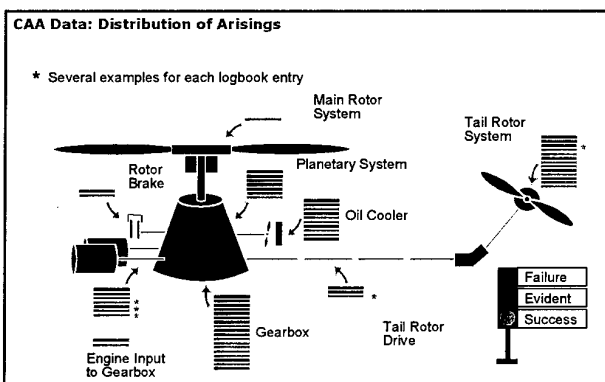 CAA Data: Distribution of Arisings
* Several examples for each logbook entry
Main Rotor
System
Tail Rotor
System
*
Rotor
Brake
Planetary System
Oil Cooler
Failure
Evident
Success
*
*
*
*
Gearbox
Tail Rotor
Drive
Engine Input
to Gearbox